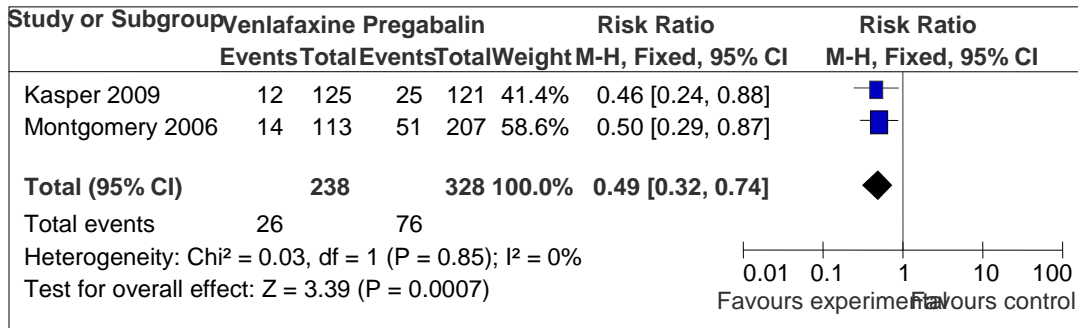 Study or Subgroup Venlafaxine Pregabalin Risk Ratio Risk Ratio
Events Total Events Total Weight M-H, Fixed, 95% CI M-H, Fixed, 95% CI
Kasper 2009 12 125 25 121 41.4% 0.46 [0.24, 0.88]
Montgomery 2006 14 113 51 207 58.6% 0.50 [0.29, 0.87]
Total (95% CI) 238 328 100.0% 0.49 [0.32, 0.74]
Total events 26 76
Heterogeneity: Chi² = 0.03, df = 1 (P = 0.85); I² = 0%
Test for overall effect: Z = 3.39 (P = 0.0007)
0.01 0.1 1 10 100
Favours experimental Favours control